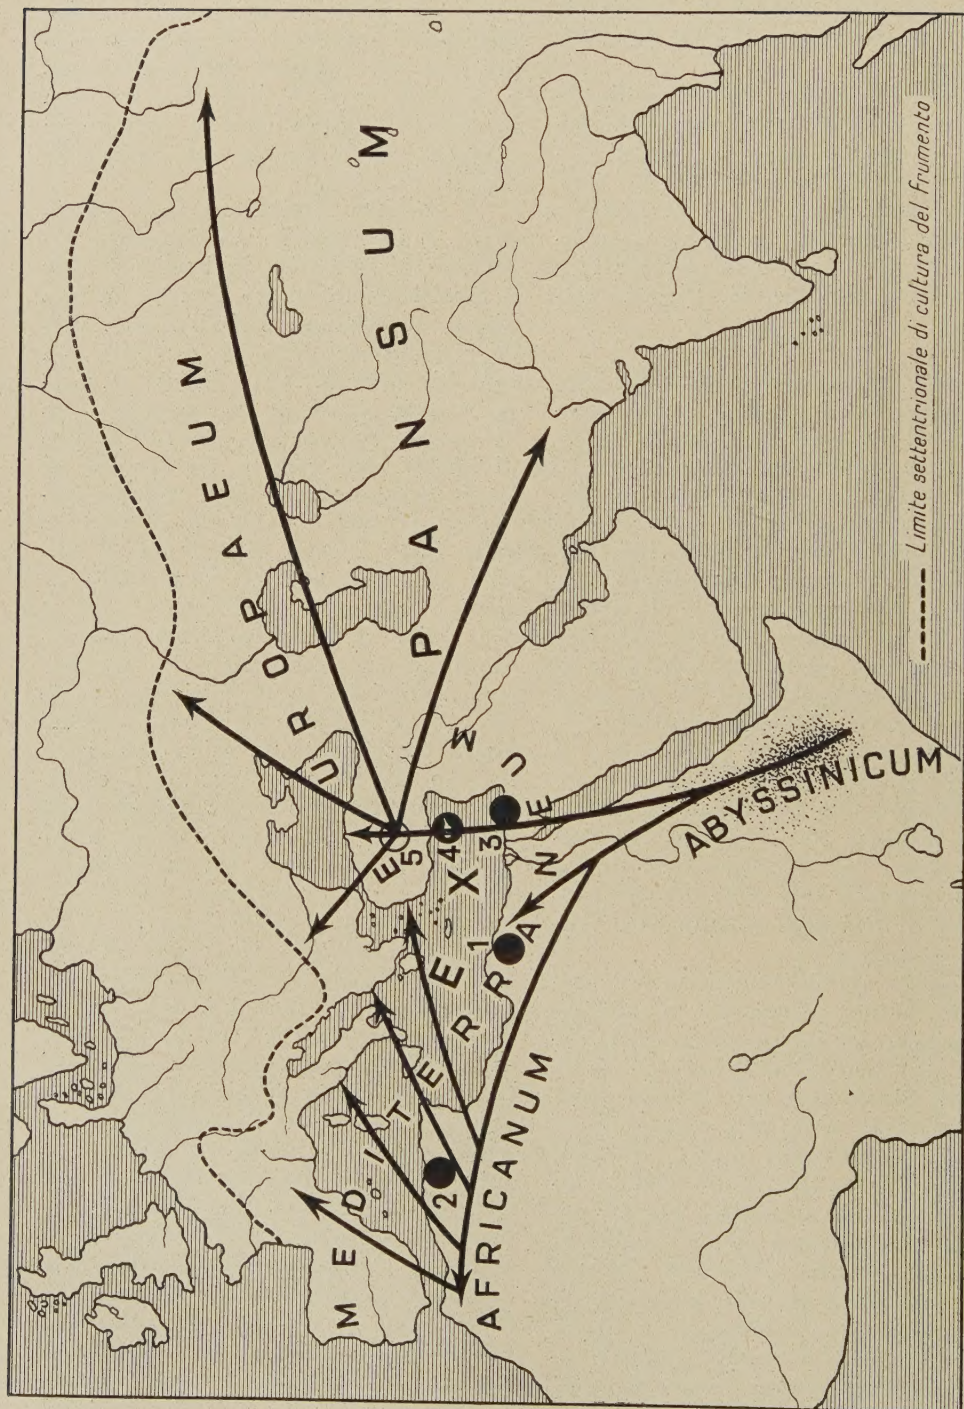 EUROPAEUM
EXPANSUM
MEDITERRANEUM
AFRICANUM
ABYSSINICUM
1
2
3
4
5
Limite settentrionale di cultura del frumento